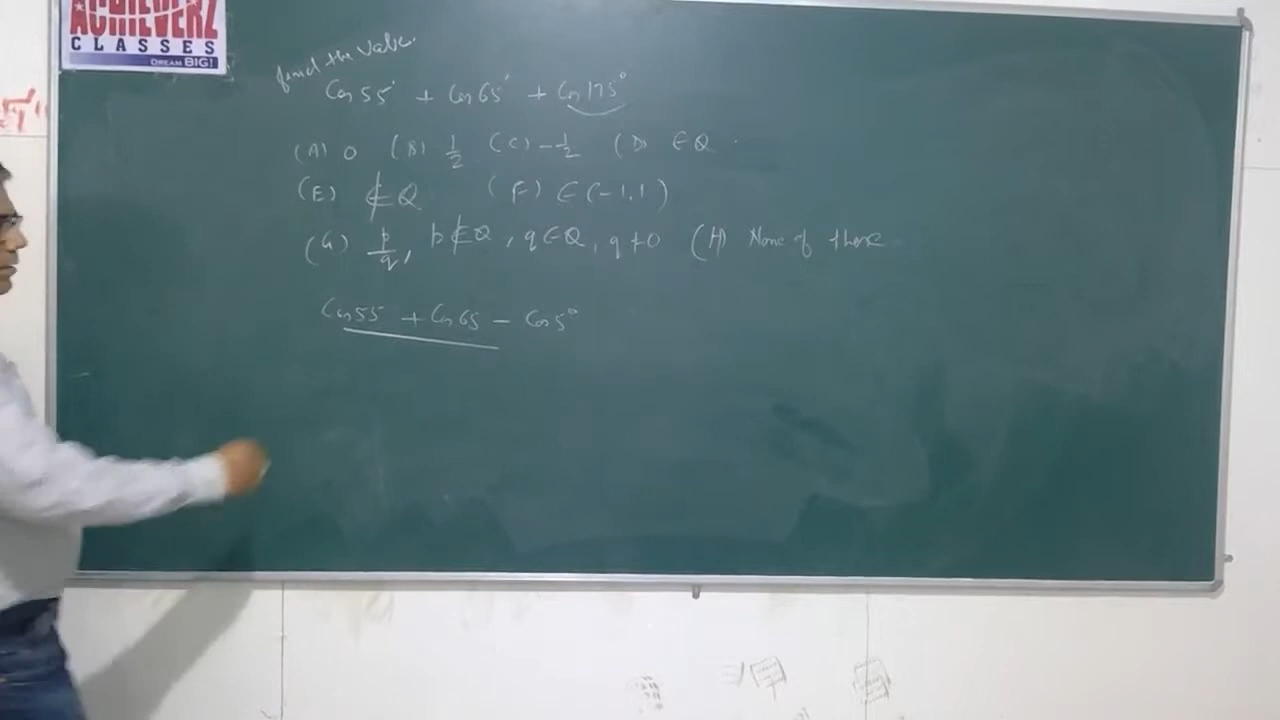 ACHIEVERZ
CLASSES
DREAM BIG!
find the value.
Cos 55° + Cos 65° + Cos 175°
(A) 0 (B) 1/2 (C) -1/2 (D) ∈ Q
(E) ∉ Q (F) ∈ (-1, 1)
(G) p/q, p ∉ Q, q ∈ Q, q ≠ 0 (H) None of these
Cos 55 + Cos 65 - Cos 5°